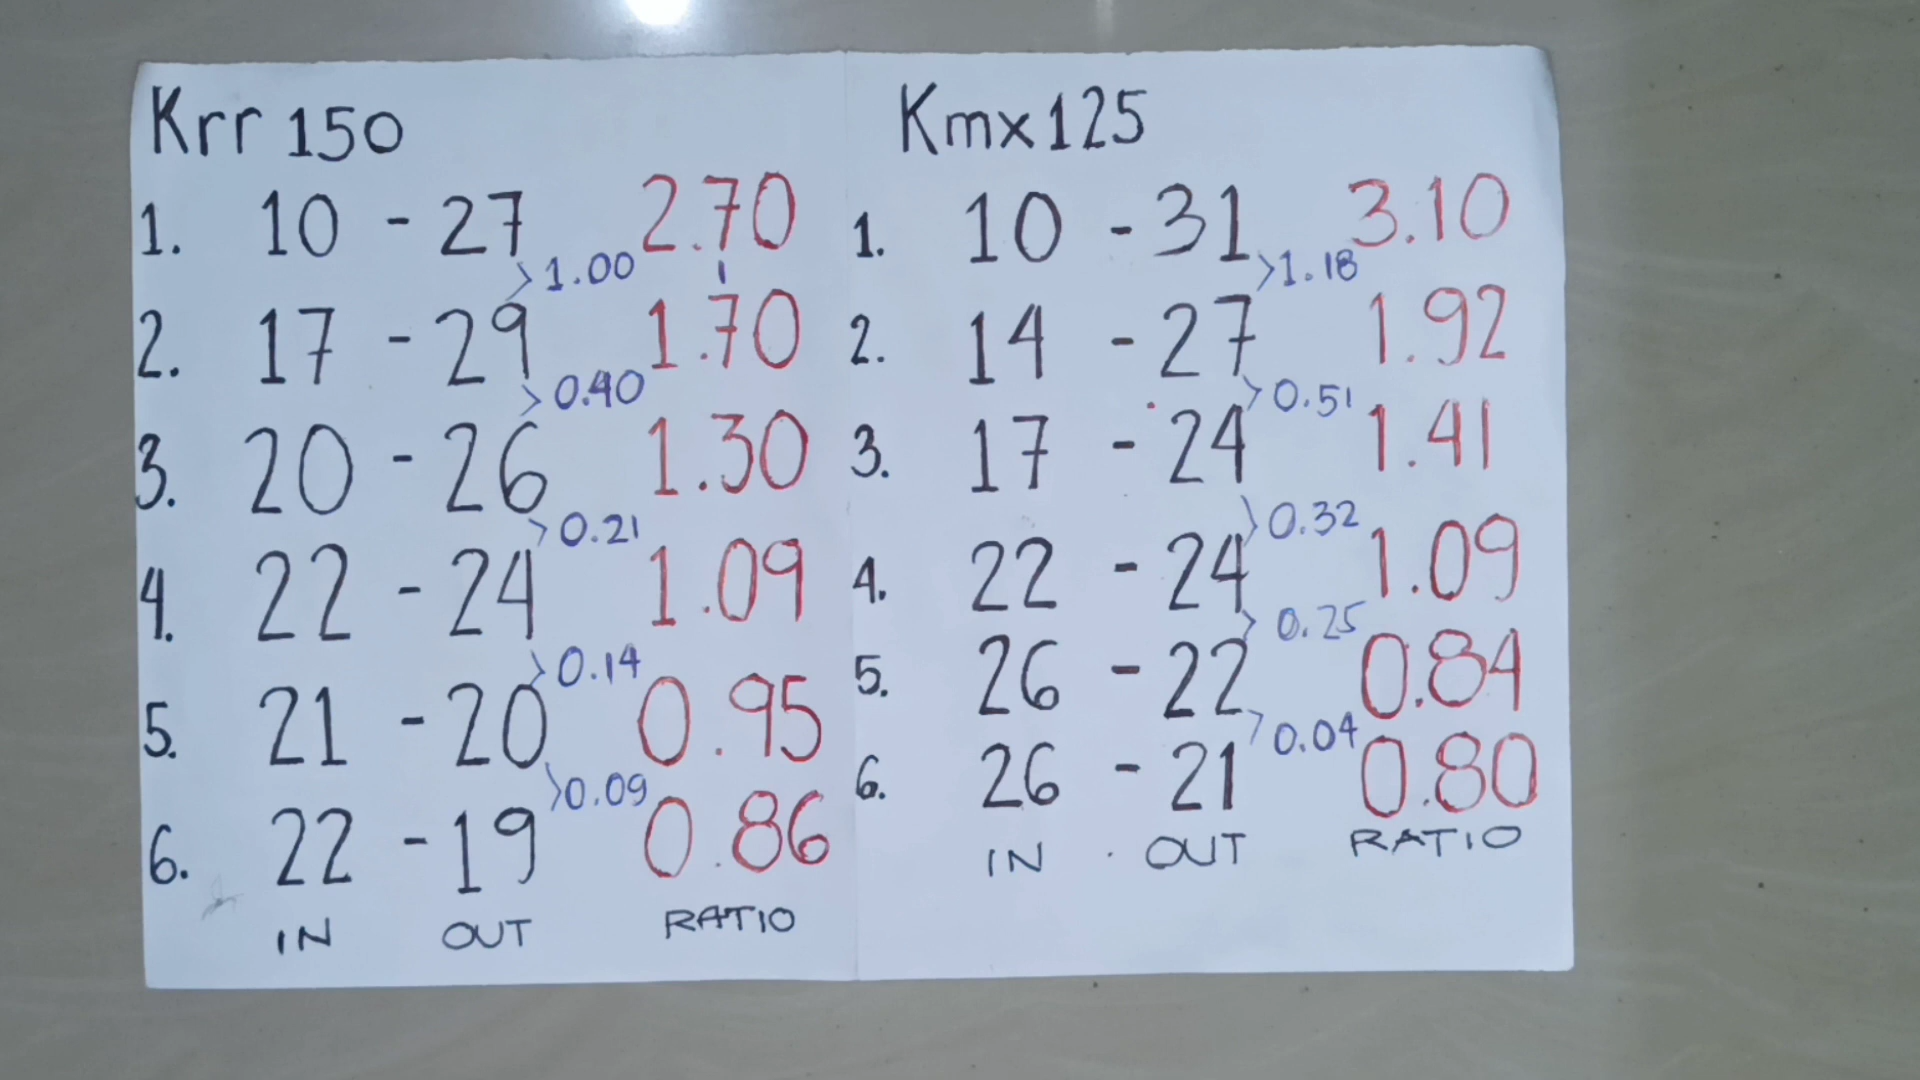 Krr 150
1. 10 - 27 2.70
> 1.00
2. 17 - 29 1.70
> 0.40
3. 20 - 26 1.30
> 0.21
4. 22 - 24 1.09
> 0.14
5. 21 - 20 0.95
> 0.09
6. 22 - 19 0.86
IN OUT RATIO
Kmx 125
1. 10 - 31 3.10
> 1.18
2. 14 - 27 1.92
> 0.51
3. 17 - 24 1.41
> 0.32
4. 22 - 24 1.09
> 0.25
5. 26 - 22 0.84
> 0.04
6. 26 - 21 0.80
IN OUT RATIO